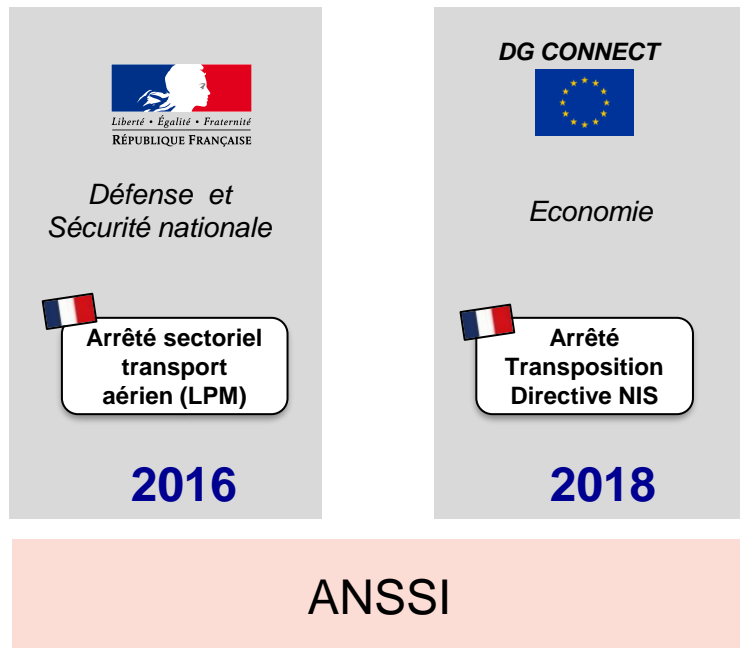 Liberté • Égalité • Fraternité
RÉPUBLIQUE FRANÇAISE
Défense et
Sécurité nationale
Arrêté sectoriel
transport
aérien (LPM)
2016
DG CONNECT
Economie
Arrêté
Transposition
Directive NIS
2018
ANSSI